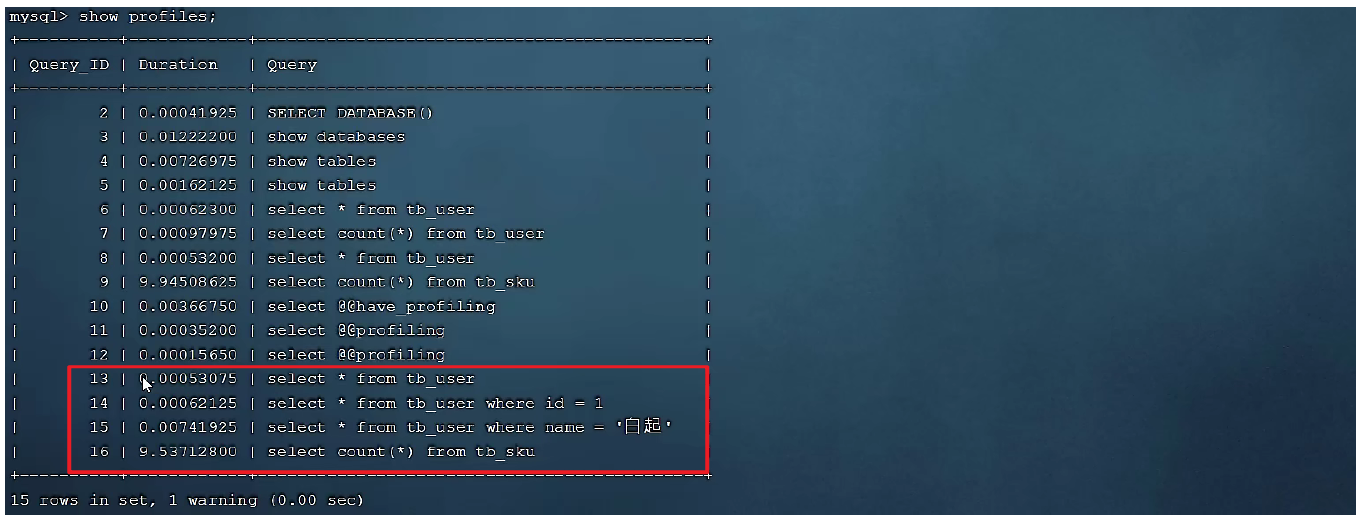 mysql> show profiles;
+----------+------------+---------------------------------------------+
| Query_ID | Duration   | Query                                       |
+----------+------------+---------------------------------------------+
|        2 | 0.00041925 | SELECT DATABASE()                           |
|        3 | 0.01222200 | show databases                              |
|        4 | 0.00726975 | show tables                                 |
|        5 | 0.00162125 | show tables                                 |
|        6 | 0.00062300 | select * from tb_user                       |
|        7 | 0.00097975 | select count(*) from tb_user                |
|        8 | 0.00053200 | select * from tb_user                       |
|        9 | 9.94508625 | select count(*) from tb_sku                 |
|       10 | 0.00366750 | select @@have_profiling                     |
|       11 | 0.00035200 | select @@profiling                          |
|       12 | 0.00015650 | select @@profiling                          |
|       13 | 0.00053075 | select * from tb_user                       |
|       14 | 0.00062125 | select * from tb_user where id = 1          |
|       15 | 0.00741925 | select * from tb_user where name = '白起'
|       16 | 9.53712800 | select count(*) from tb_sku                 |
+----------+------------+---------------------------------------------+
15 rows in set, 1 warning (0.00 sec)